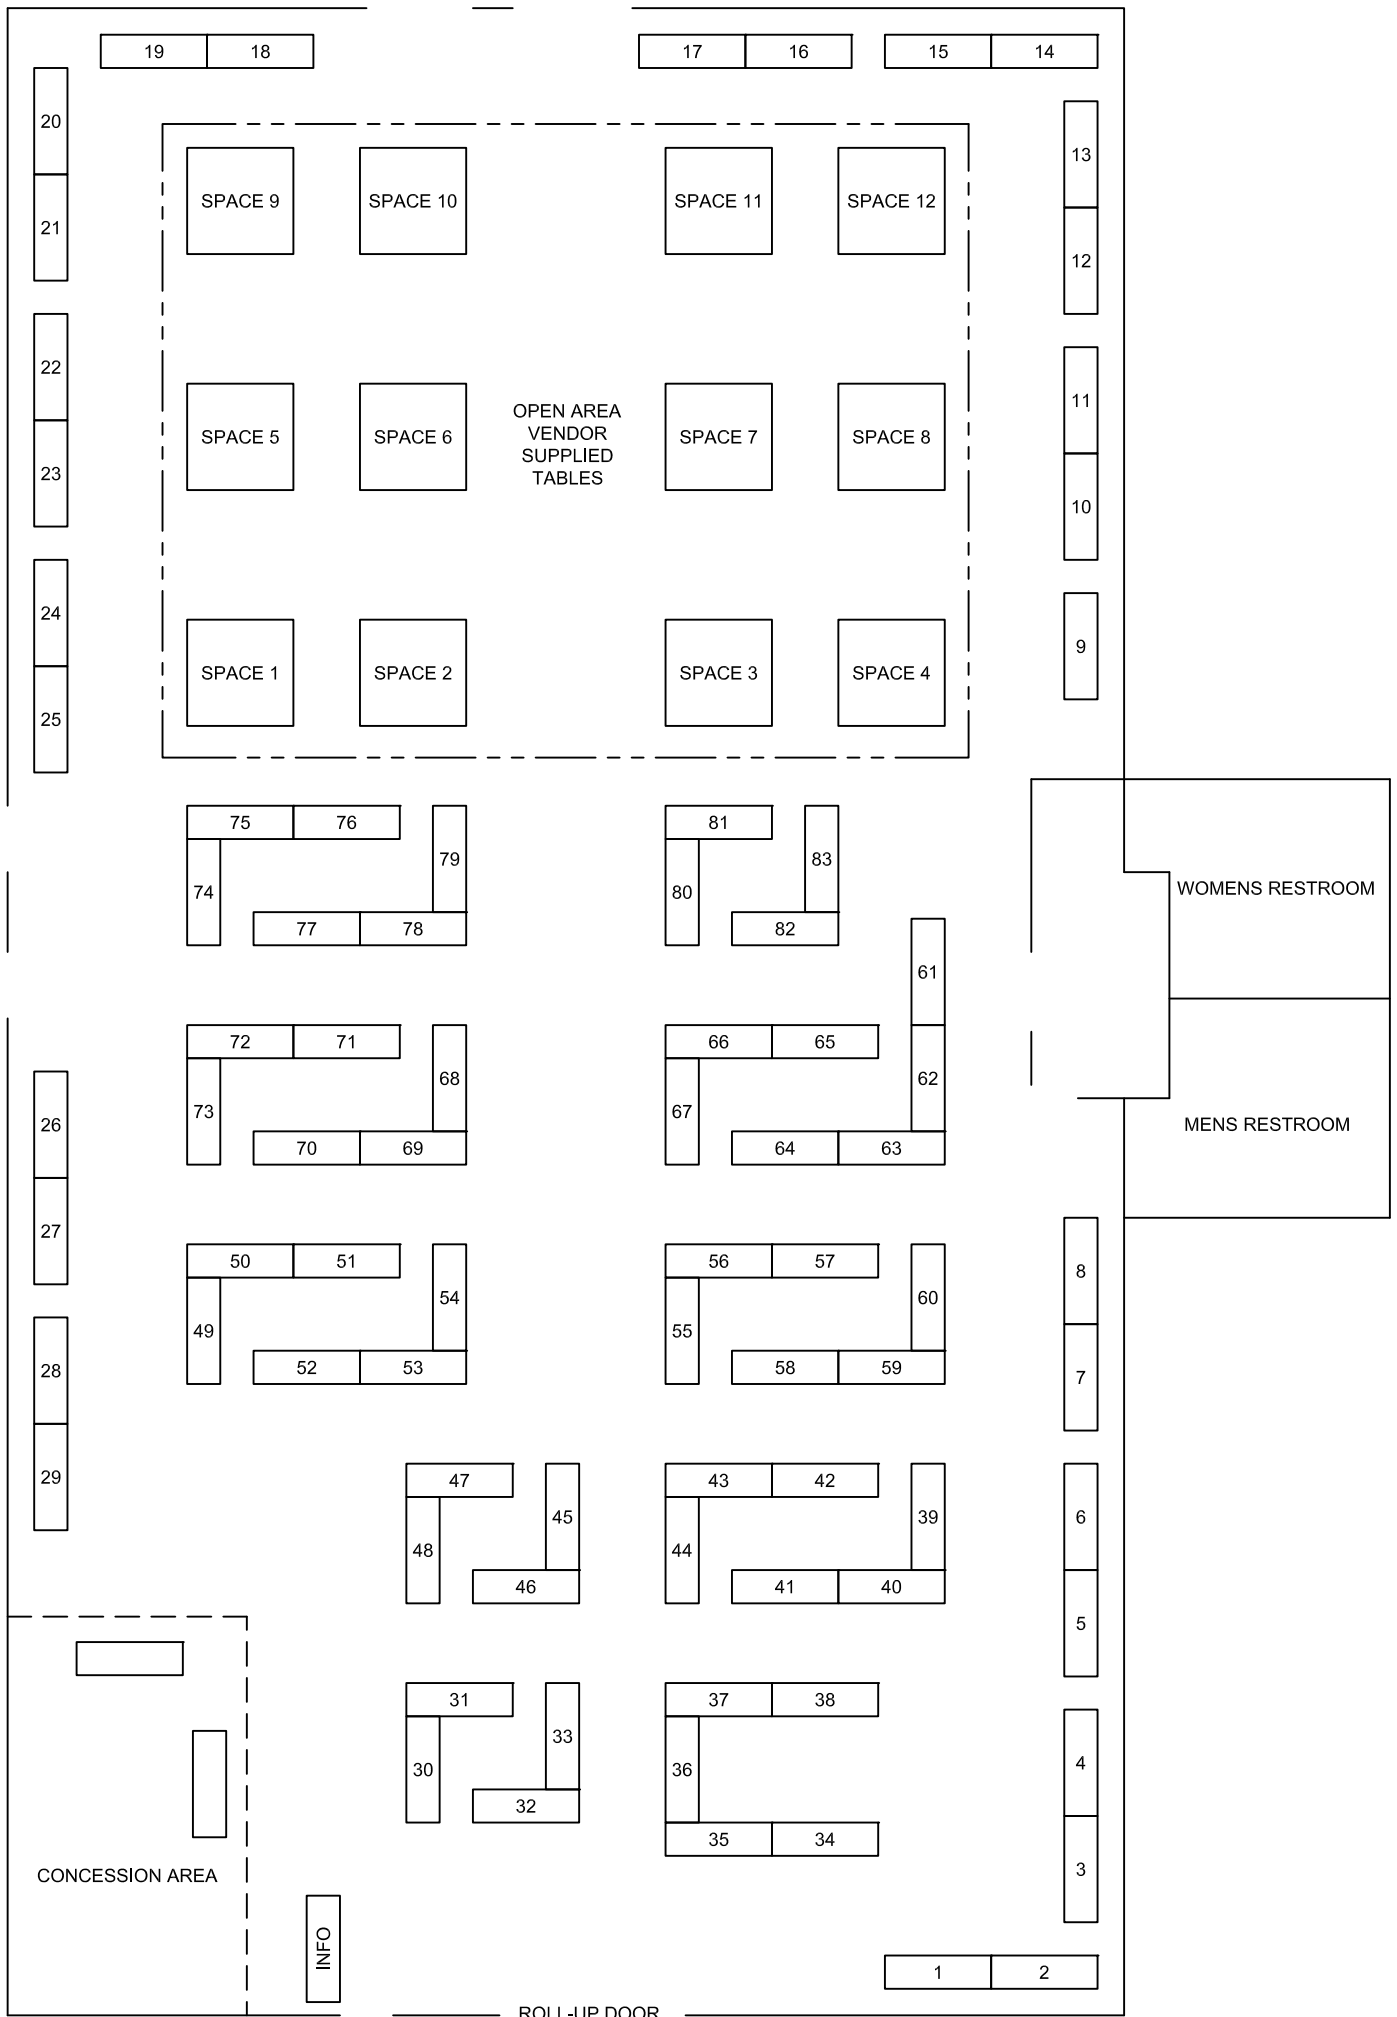 19 18 17 16 15 14
20
13
21
SPACE 9 SPACE 10 SPACE 11 SPACE 12
12
22
11
OPEN AREA
VENDOR
SUPPLIED
TABLES
SPACE 5 SPACE 6 SPACE 7 SPACE 8
23
10
24
9
SPACE 1 SPACE 2 SPACE 3 SPACE 4
25
75 76 81
79 83
74 80
WOMENS RESTROOM
77 78 82
61
72 71 66 65
68 62
73 67
26
MENS RESTROOM
70 69 64 63
27
50 51 56 57
8
54 60
49 55
28
52 53 58 59
7
29
47 43 42
45 39
6
48 44
46 41 40
5
31 37 38
33
30 36
4
32
35 34
3
CONCESSION AREA
INFO
1 2
ROLL-UP DOOR